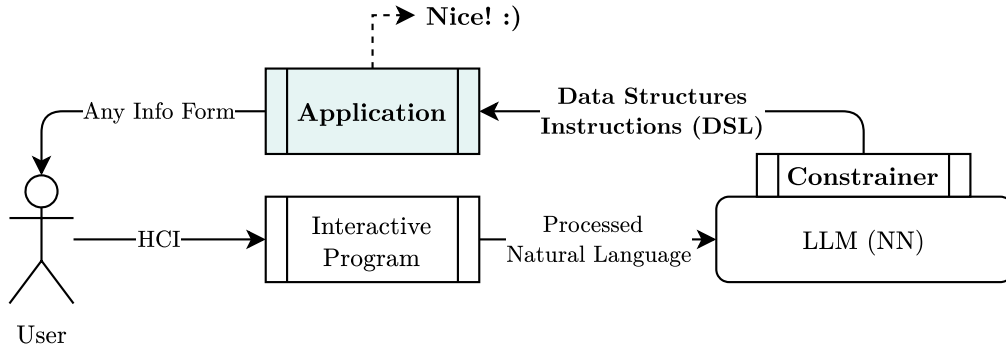 Nice! :)
Any Info Form
Application
Data Structures
Instructions (DSL)
Constrainer
HCI
Interactive
Program
Processed
Natural Language
LLM (NN)
User